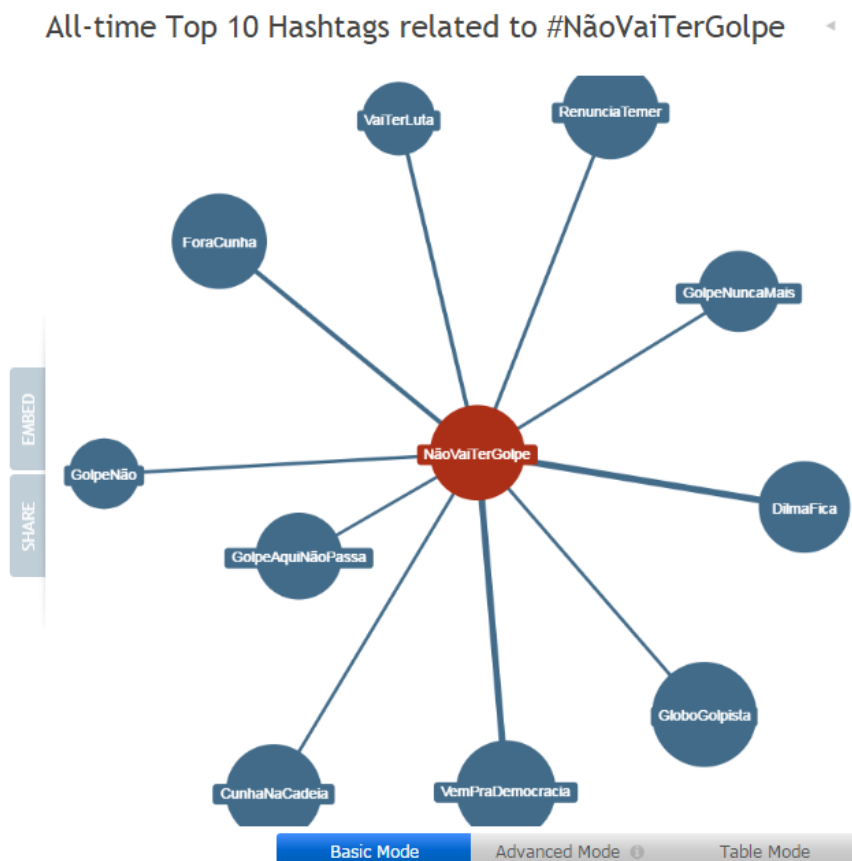 All-time Top 10 Hashtags related to #NãoVaiTerGolpe
VaiTerLuta
RenunciaTemer
ForaCunha
GolpeNuncaMais
EMBED
NãoVaiTerGolpe
GolpeNão
DilmaFica
SHARE
GolpeAquiNãoPassa
GloboGolpista
CunhaNaCadeia
VemPraDemocracia
Basic Mode
Advanced Mode
Table Mode